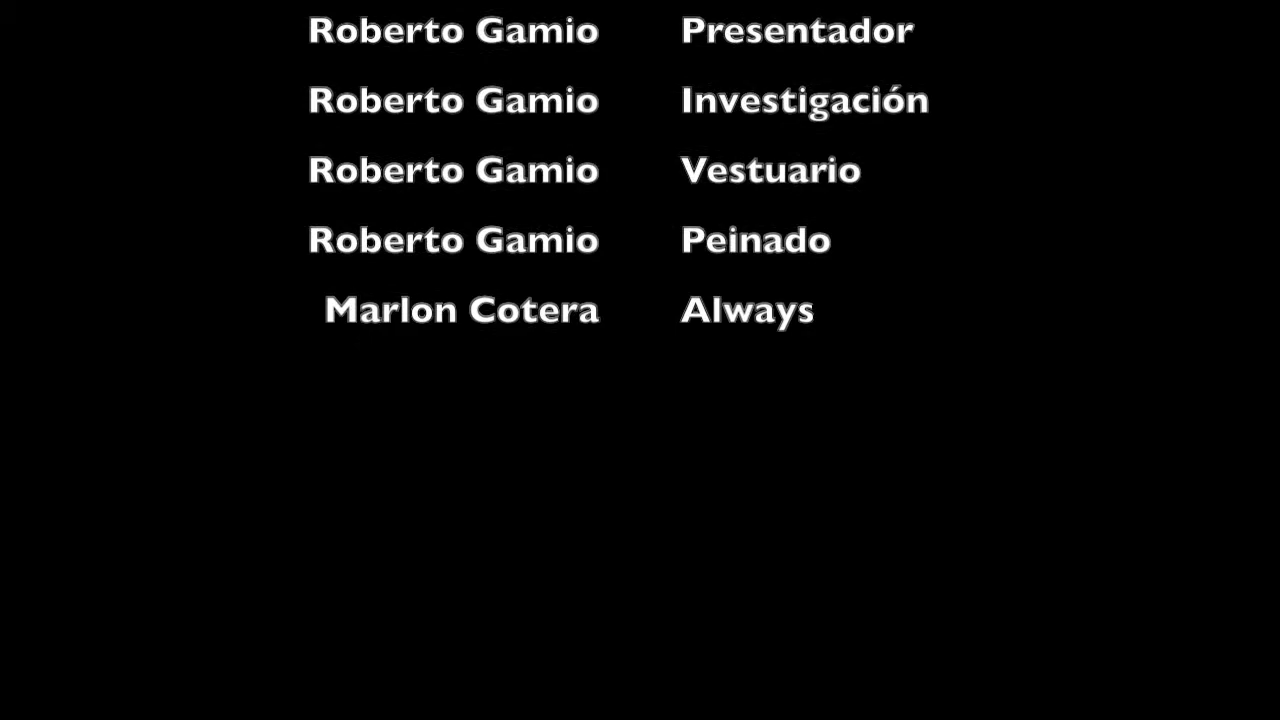 Roberto Gamio Presentador
Roberto Gamio Investigación
Roberto Gamio Vestuario
Roberto Gamio Peinado
Marlon Cotera Always